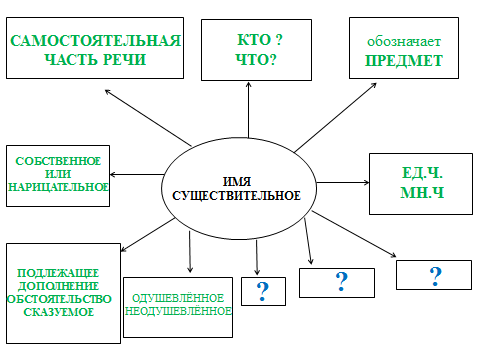 САМОСТОЯТЕЛЬНАЯ
ЧАСТЬ РЕЧИ
КТО ?
ЧТО?
обозначает
ПРЕДМЕТ
СОБСТВЕННОЕ
ИЛИ
НАРИЦАТЕЛЬНОЕ
ИМЯ
СУЩЕСТВИТЕЛЬНОЕ
ЕД.Ч.
МН.Ч
ПОДЛЕЖАЩЕЕ
ДОПОЛНЕНИЕ
ОБСТОЯТЕЛЬСТВО
СКАЗУЕМОЕ
ОДУШЕВЛЁННОЕ
НЕОДУШЕВЛЁННОЕ
?
?
?